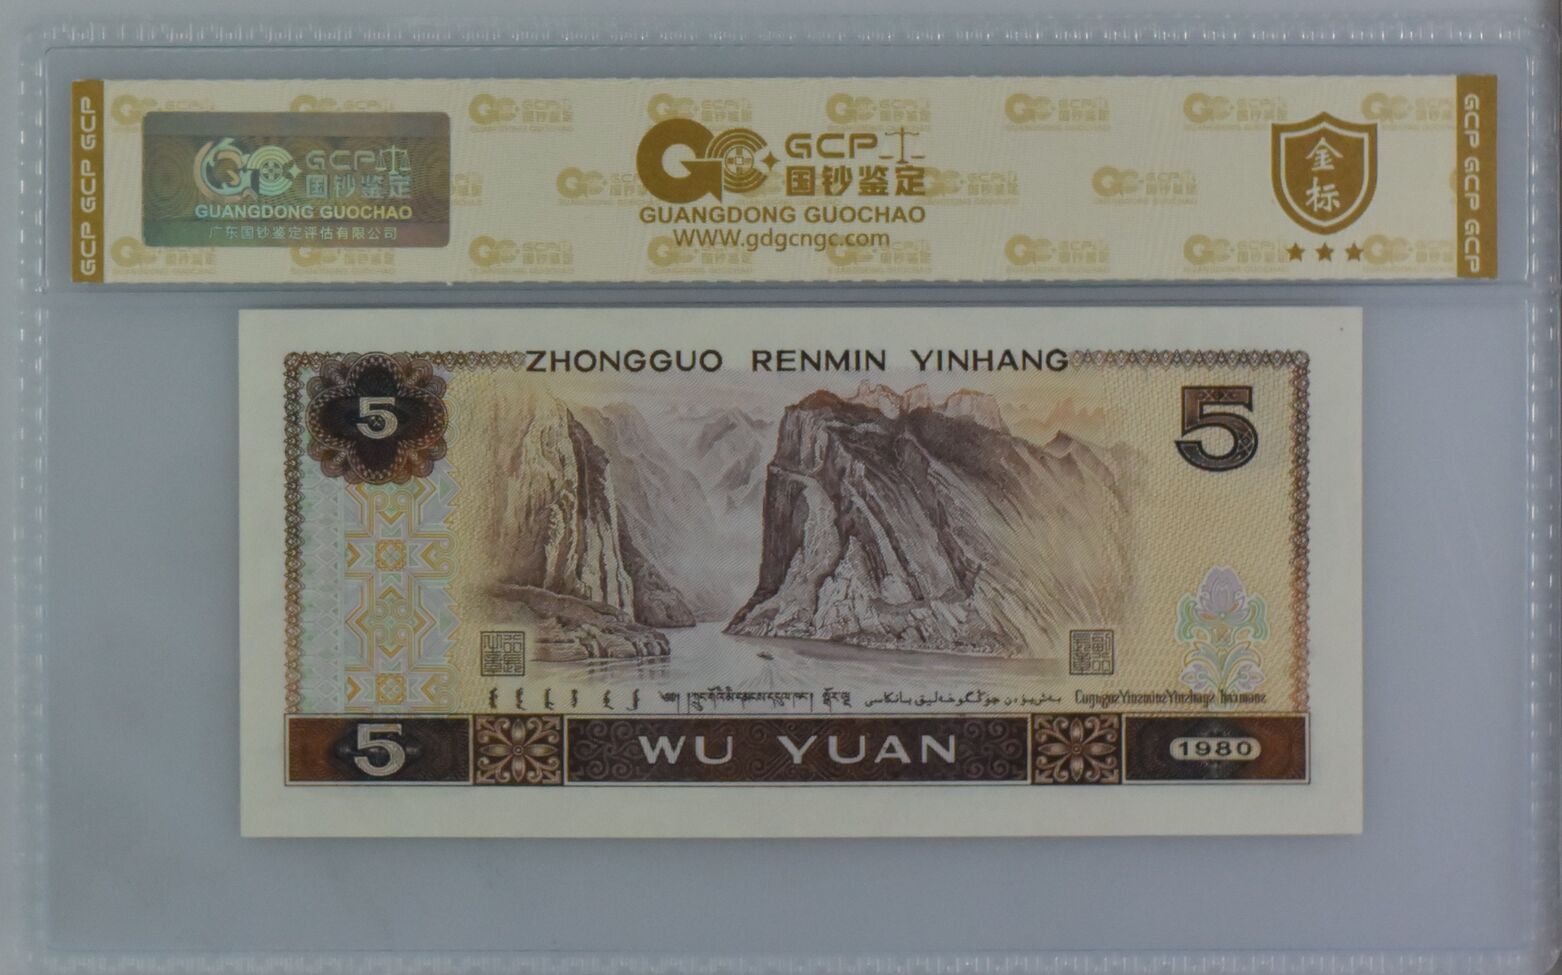 GCP GCP GCP
GCP
国钞鉴定
GUANGDONG GUOCHAO
广东国钞鉴定评估有限公司
GCP
国钞鉴定
GUANGDONG GUOCHAO
WWW.gdgcngc.com
金标
GCP GCP GCP
ZHONGGUO RENMIN YINHANG
5
5
5
WU YUAN
1980